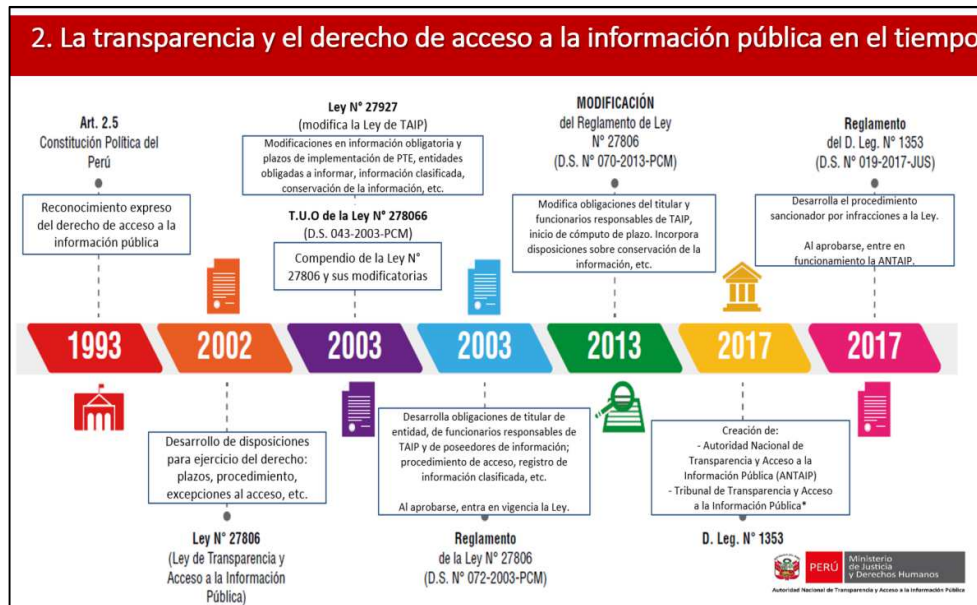 2. La transparencia y el derecho de acceso a la información pública en el tiempo
Art. 2.5
Constitución Política del
Perú
Reconocimiento expreso
del derecho de acceso a la
información pública
Ley N° 27927
(modifica la Ley de TAIP)
Modificaciones en información obligatoria y
plazos de implementación de PTE, entidades
obligadas a informar, información clasificada,
conservación de la información, etc.
T.U.O de la Ley N° 278066
(D.S. 043-2003-PCM)
Compendio de la Ley N°
27806 y sus modificatorias
MODIFICACIÓN
del Reglamento de Ley
N° 27806
(D.S. N° 070-2013-PCM)
Modifica obligaciones del titular y
funcionarios responsables de TAIP,
inicio de cómputo de plazo. Incorpora
disposiciones sobre conservación de la
información, etc.
Reglamento
del D. Leg. N° 1353
(D.S. N° 019-2017-JUS)
Desarrolla el procedimiento
sancionador por infracciones a la Ley.
Al aprobarse, entre en
funcionamiento la ANTAIP.
1993
2002
2003
2003
2013
2017
2017
Desarrollo de disposiciones
para ejercicio del derecho:
plazos, procedimiento,
excepciones al acceso, etc.
Ley N° 27806
(Ley de Transparencia y
Acceso a la Información
Pública)
Desarrolla obligaciones de titular de
entidad, de funcionarios responsables de
TAIP y de poseedores de información;
procedimiento de acceso, registro de
información clasificada, etc.
Al aprobarse, entra en vigencia la Ley.
Reglamento
de la Ley N° 27806
(D.S. N° 072-2003-PCM)
Creación de:
- Autoridad Nacional de
Transparencia y Acceso a la
Información Pública (ANTAIP)
- Tribunal de Transparencia y Acceso
a la Información Pública*
D. Leg. N° 1353
PERÚ
Ministerio
de Justicia
y Derechos Humanos
Autoridad Nacional de Transparencia y Acceso a la Información Pública